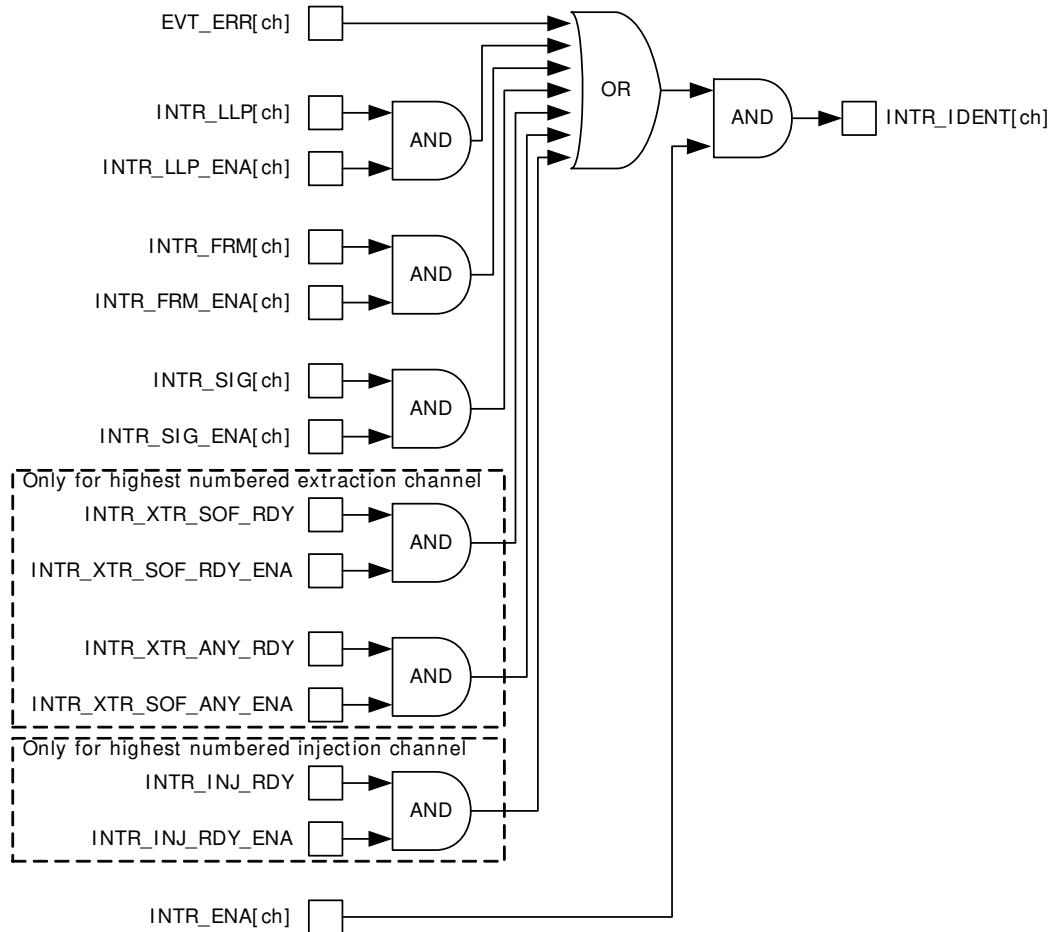 EVT_ERR[ch]
OR
INTR_LLP[ch]
AND
INTR_LLP_ENA[ch]
AND
INTR_IDENT[ch]
INTR_FRM[ch]
AND
INTR_FRM_ENA[ch]
INTR_SIG[ch]
AND
INTR_SIG_ENA[ch]
Only for highest numbered extraction channel
INTR_XTR_SOF_RDY
AND
INTR_XTR_SOF_RDY_ENA
INTR_XTR_ANY_RDY
AND
INTR_XTR_SOF_ANY_ENA
Only for highest numbered injection channel
INTR_INJ_RDY
AND
INTR_INJ_RDY_ENA
INTR_ENA[ch]